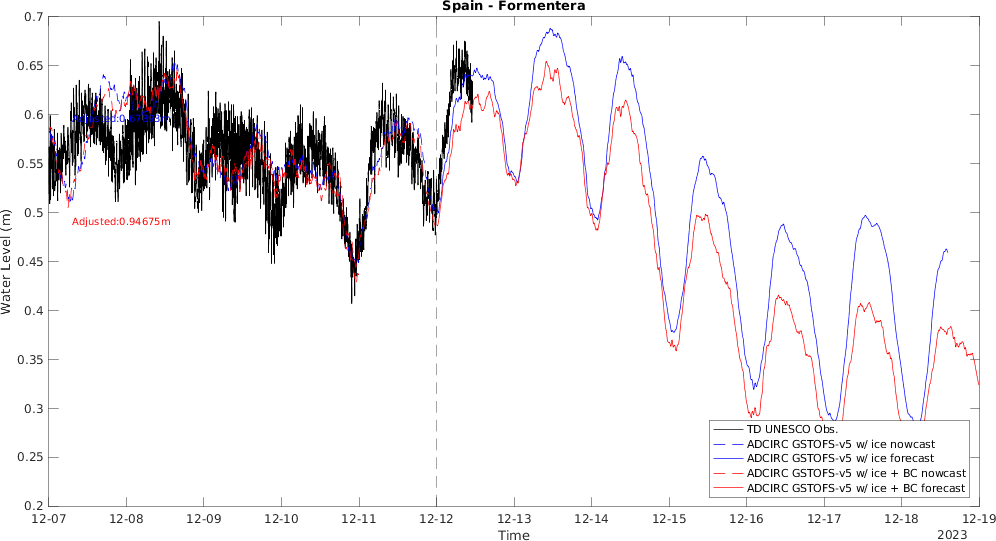 Spain - Formentera
0.7
0.65
0.6
0.55
0.5
0.45
0.4
0.35
0.3
0.25
0.2
Water Level (m)
Adjusted:0.94675m
TD UNESCO Obs.
ADCIRC GSTOFS-v5 w/ ice nowcast
ADCIRC GSTOFS-v5 w/ ice forecast
ADCIRC GSTOFS-v5 w/ ice + BC nowcast
ADCIRC GSTOFS-v5 w/ ice + BC forecast
12-07 12-08 12-09 12-10 12-11 12-12 12-13 12-14 12-15 12-16 12-17 12-18 12-19
Time
2023